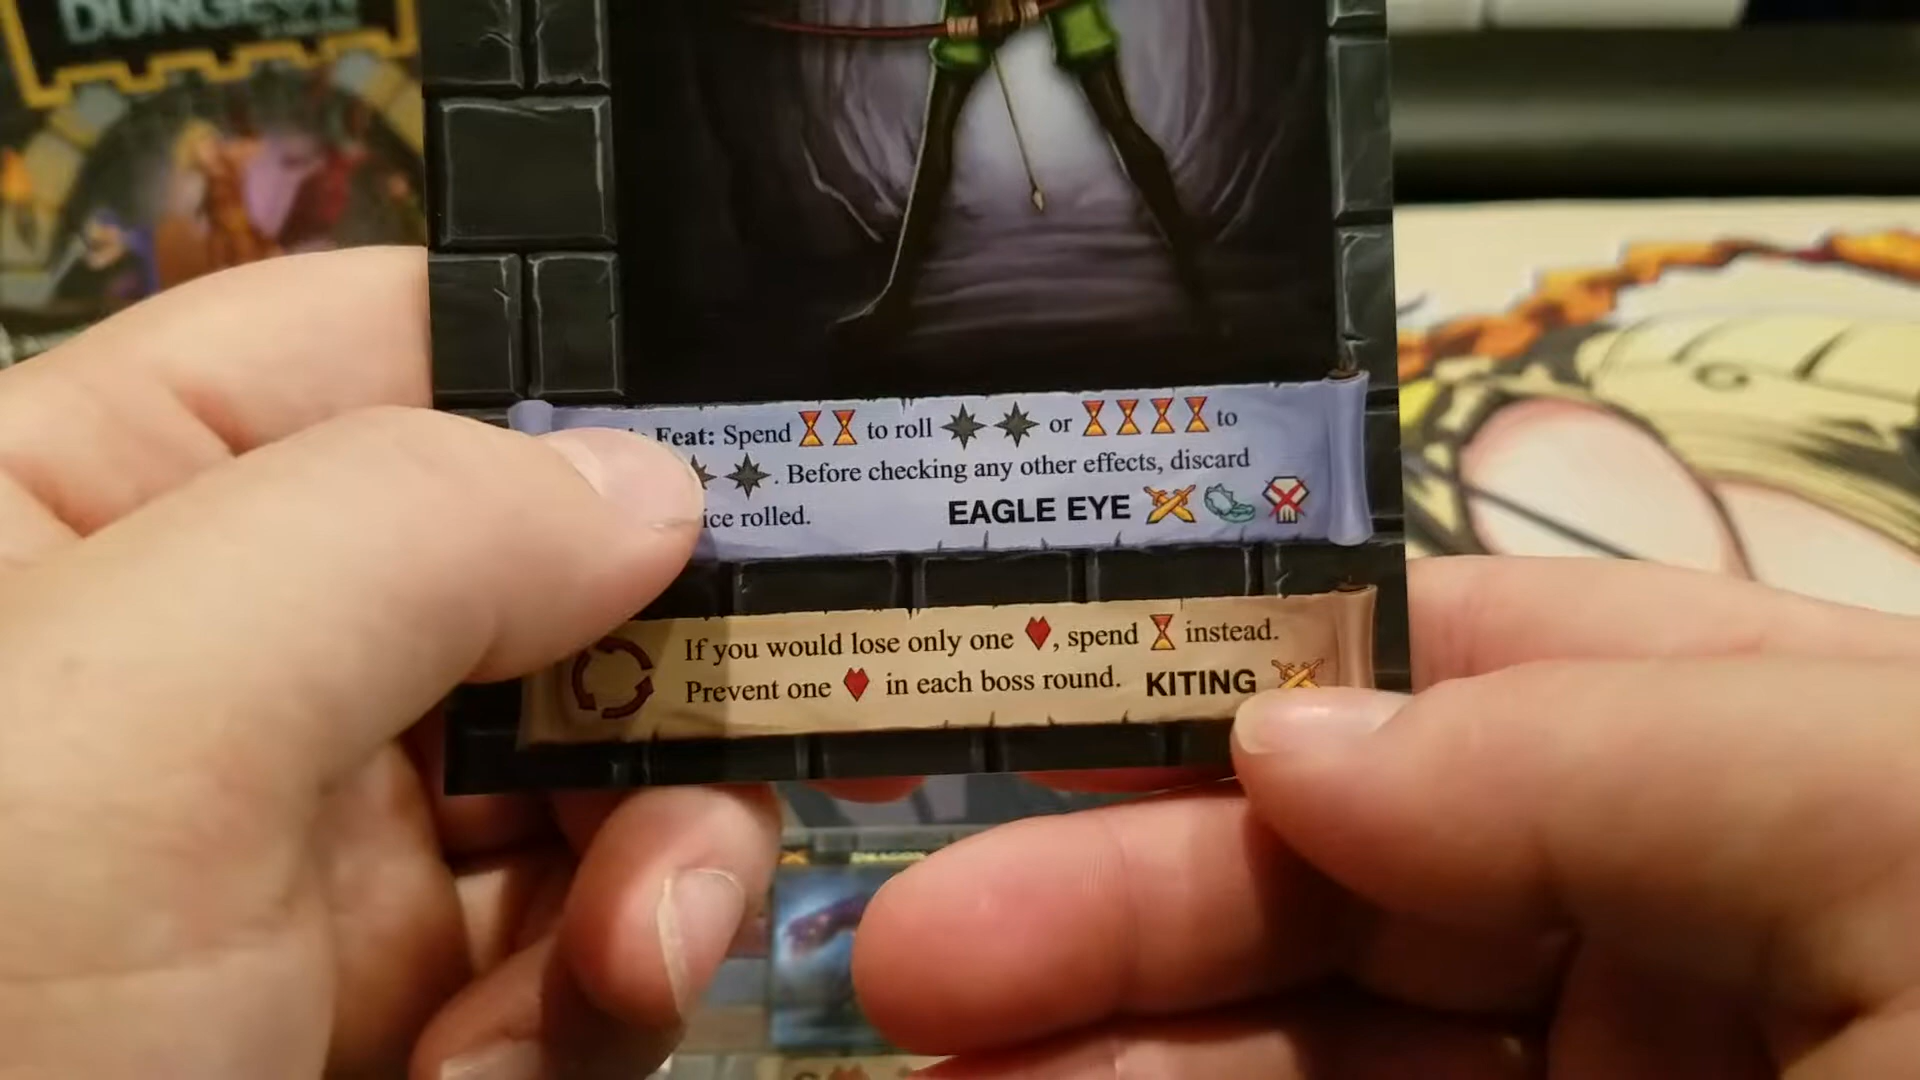 DUNGEON
Feat: Spend to roll or to
. Before checking any other effects, discard
ice rolled. EAGLE EYE
If you would lose only one , spend instead.
Prevent one in each boss round. KITING